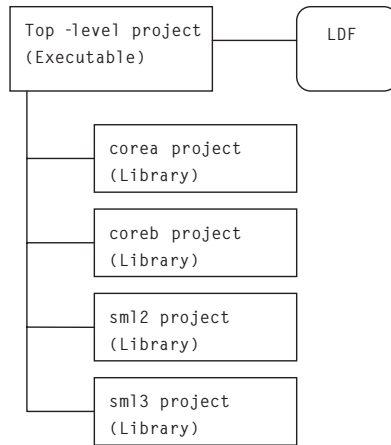 Top -level project
(Executable)
LDF
corea project
(Library)
coreb project
(Library)
sml2 project
(Library)
sml3 project
(Library)